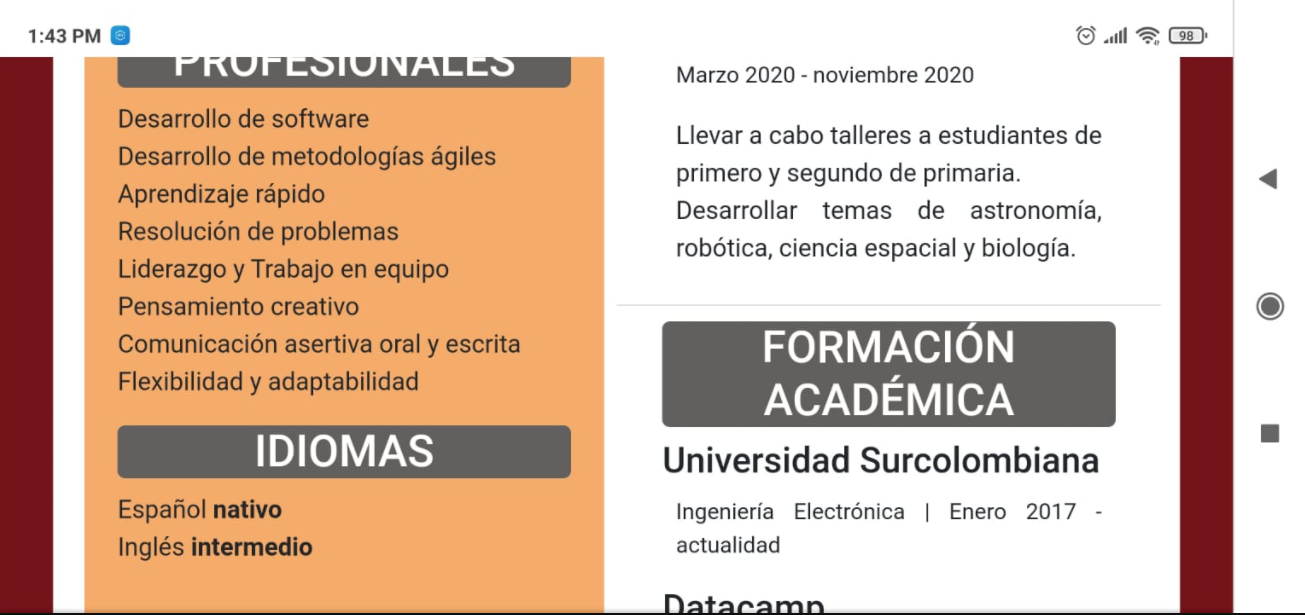 1:43 PM
98
PROFESIONALES
Desarrollo de software
Desarrollo de metodologías ágiles
Aprendizaje rápido
Resolución de problemas
Liderazgo y Trabajo en equipo
Pensamiento creativo
Comunicación asertiva oral y escrita
Flexibilidad y adaptabilidad
IDIOMAS
Español nativo
Inglés intermedio
Marzo 2020 - noviembre 2020
Llevar a cabo talleres a estudiantes de
primero y segundo de primaria.
Desarrollar temas de astronomía,
robótica, ciencia espacial y biología.
FORMACIÓN
ACADÉMICA
Universidad Surcolombiana
Ingeniería Electrónica | Enero 2017 -
actualidad
Datacamp